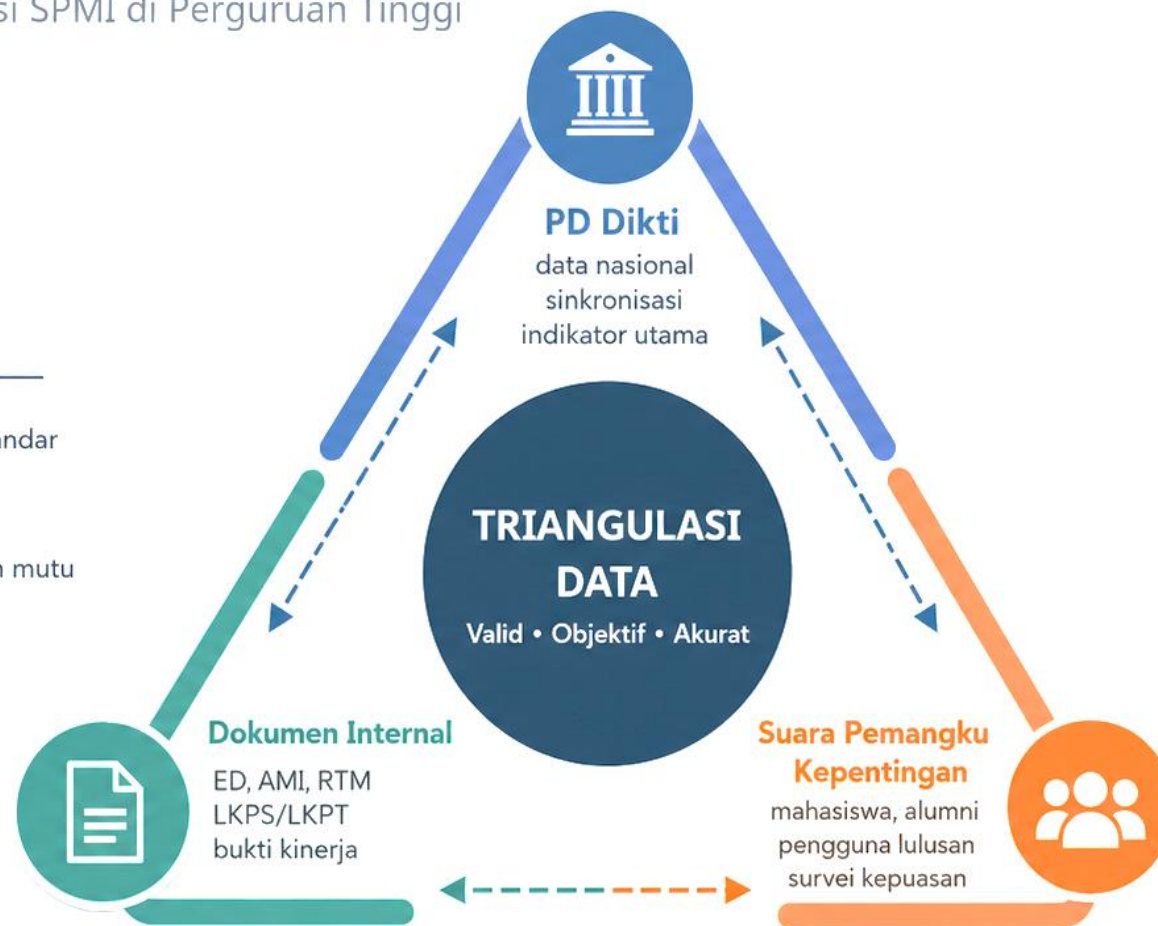 si SPMI di Perguruan Tinggi
PD Dikti
data nasional
sinkronisasi
indikator utama
andar
n mutu
TRIANGULASI
DATA
Valid • Objektif • Akurat
Dokumen Internal
ED, AMI, RTM
LKPS/LKPT
bukti kinerja
Suara Pemangku
Kepentingan
mahasiswa, alumni
pengguna lulusan
survei kepuasan